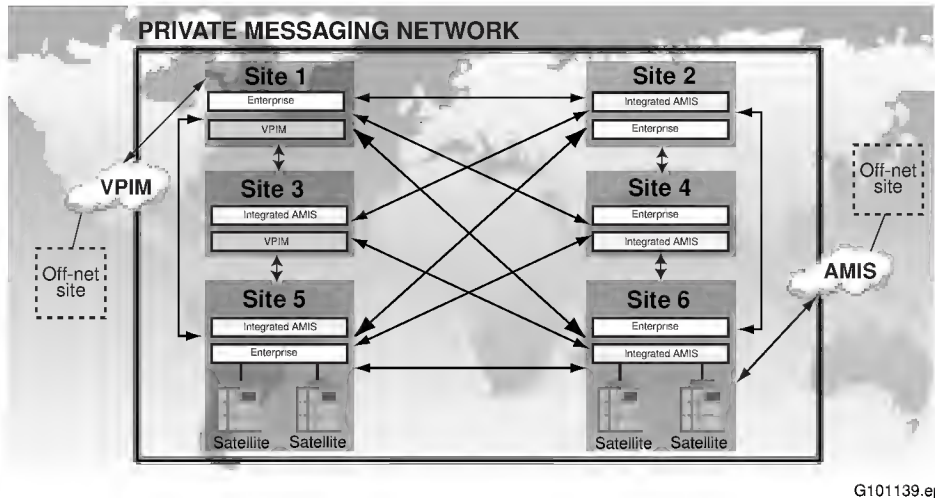 PRIVATE MESSAGING NETWORK
Site 1
Enterprise
VPIM
Site 2
Integrated AMIS
Enterprise
Site 3
Integrated AMIS
VPIM
Site 4
Enterprise
Integrated AMIS
Site 5
Integrated AMIS
Enterprise
Satellite Satellite
Site 6
Enterprise
Integrated AMIS
Satellite Satellite
VPIM
Off-net
site
Off-net
site
AMIS